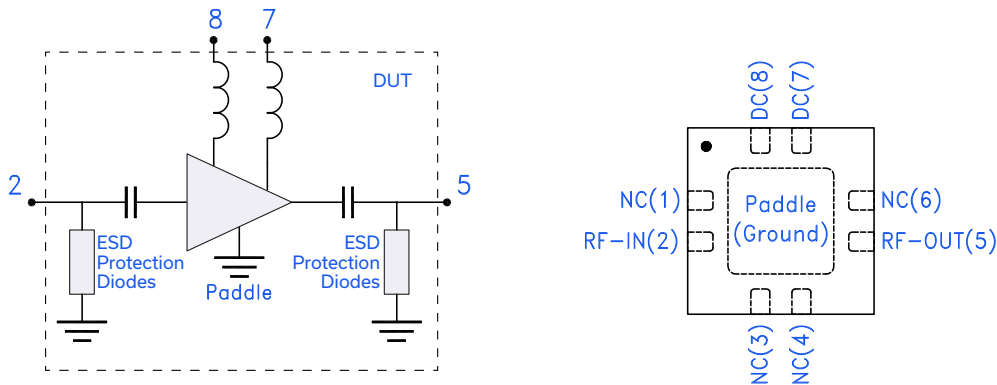 8
7
DUT
2
5
ESD
Protection
Diodes
ESD
Protection
Diodes
Paddle
DC(8)
DC(7)
NC(1)
NC(6)
RF-IN(2)
RF-OUT(5)
Paddle
(Ground)
NC(3)
NC(4)